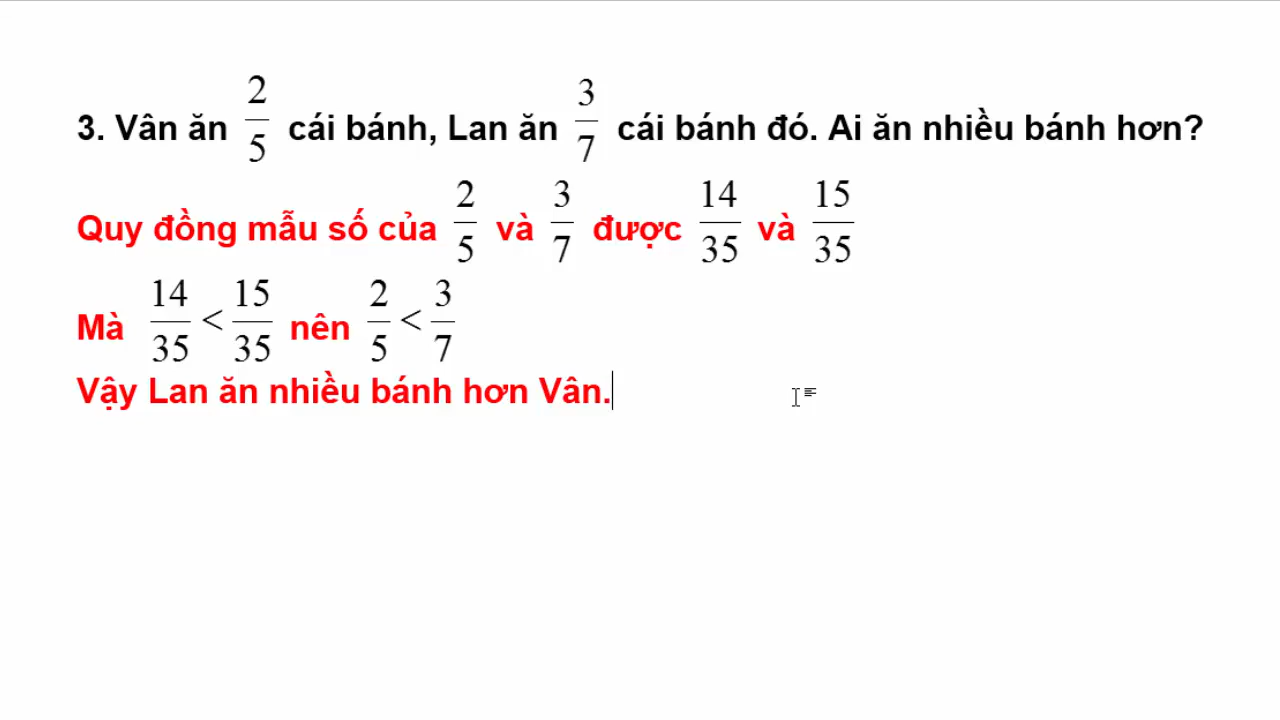 3. Vân ăn 2/5 cái bánh, Lan ăn 3/7 cái bánh đó. Ai ăn nhiều bánh hơn?
Quy đồng mẫu số của 2/5 và 3/7 được 14/35 và 15/35
Mà 14/35 < 15/35 nên 2/5 < 3/7
Vậy Lan ăn nhiều bánh hơn Vân.